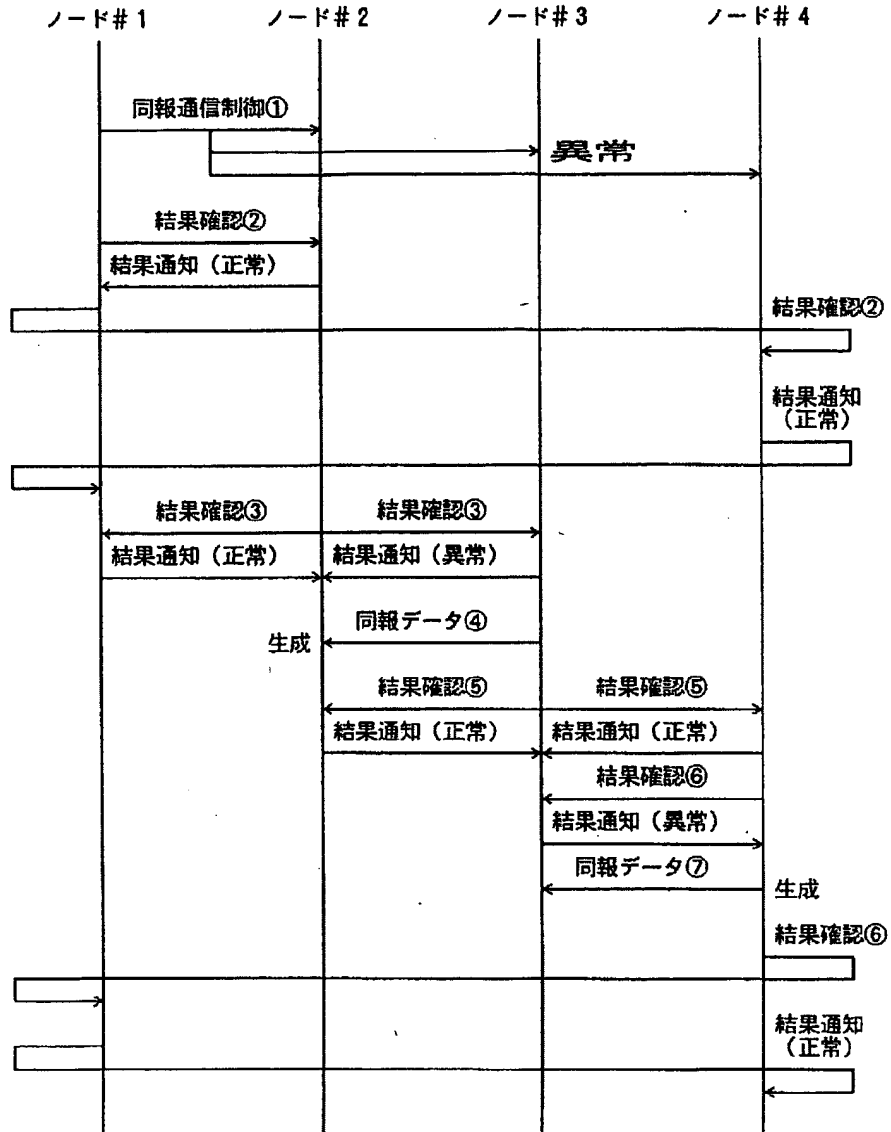 ノード#1 ノード#2 ノード#3 ノード#4
同報通信制御①
異常
結果確認②
結果通知（正常）
結果確認②
結果通知
（正常）
結果確認③ 結果確認③
結果通知（正常） 結果通知（異常）
同報データ④
生成
結果確認⑤ 結果確認⑤
結果通知（正常） 結果通知（正常）
結果確認⑥
結果通知（異常）
同報データ⑦
生成
結果確認⑥
結果通知
（正常）